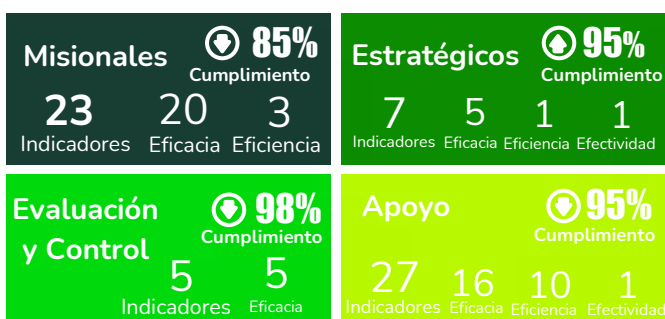 Misionales
85%
Cumplimiento
23 20 3
Indicadores Eficacia Eficiencia
Estratégicos
95%
Cumplimiento
7 5 1 1
Indicadores Eficacia Eficiencia Efectividad
Evaluación
y Control
98%
Cumplimiento
5 5
Indicadores Eficacia
Apoyo
95%
Cumplimiento
27 16 10 1
Indicadores Eficacia Eficiencia Efectividad